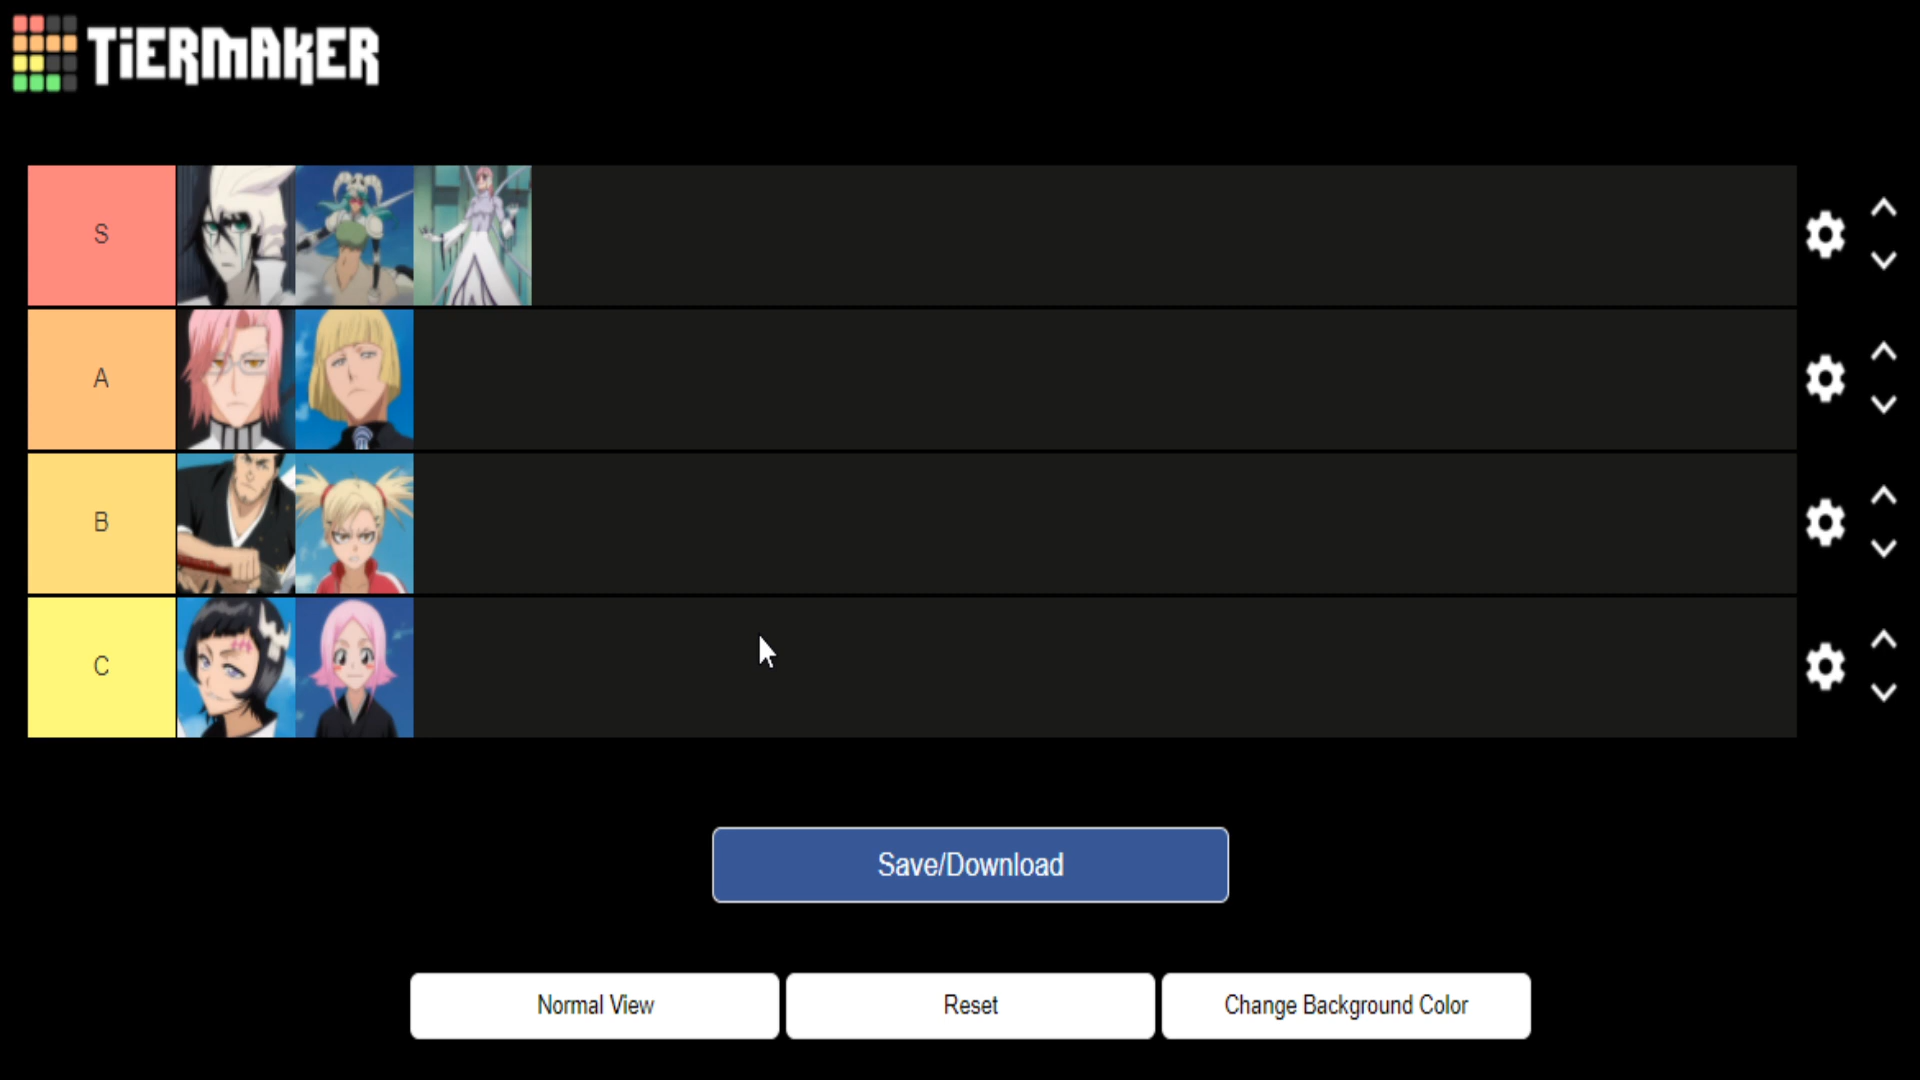 TiERMAKER
S
A
B
C
Save/Download
Normal View
Reset
Change Background Color